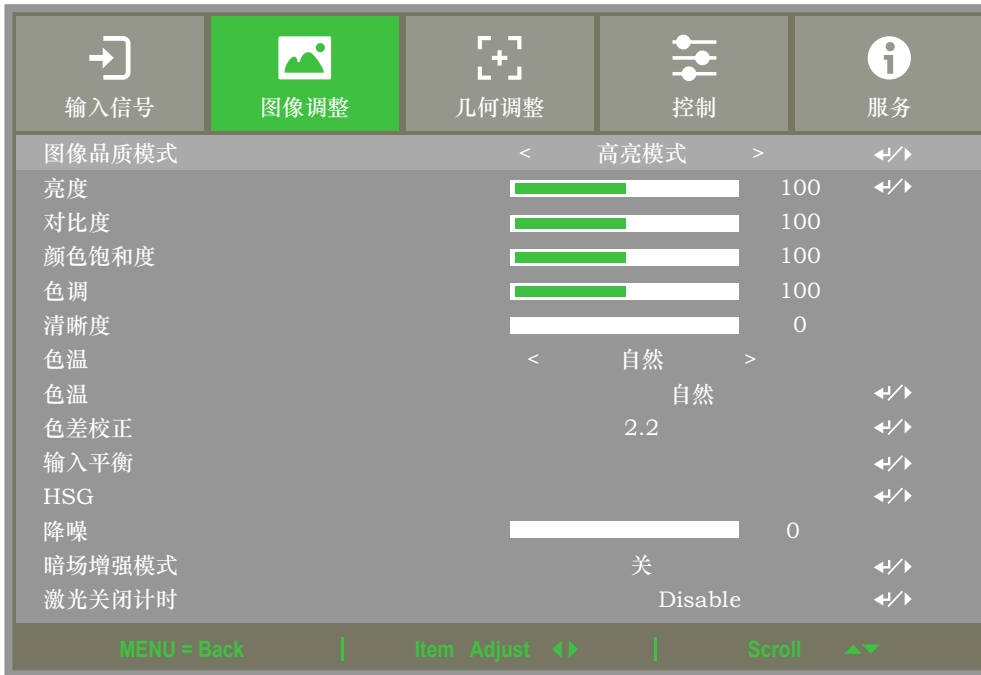 输入信号 图像调整 几何调整 控制 服务
图像品质模式 < 高亮模式 >
亮度 100
对比度 100
颜色饱和度 100
色调 100
清晰度 0
色温 < 自然 >
色温 自然
色差校正 2.2
输入平衡
HSG
降噪 0
暗场增强模式 关
激光关闭计时 Disable
MENU = Back | Item Adjust | Scroll